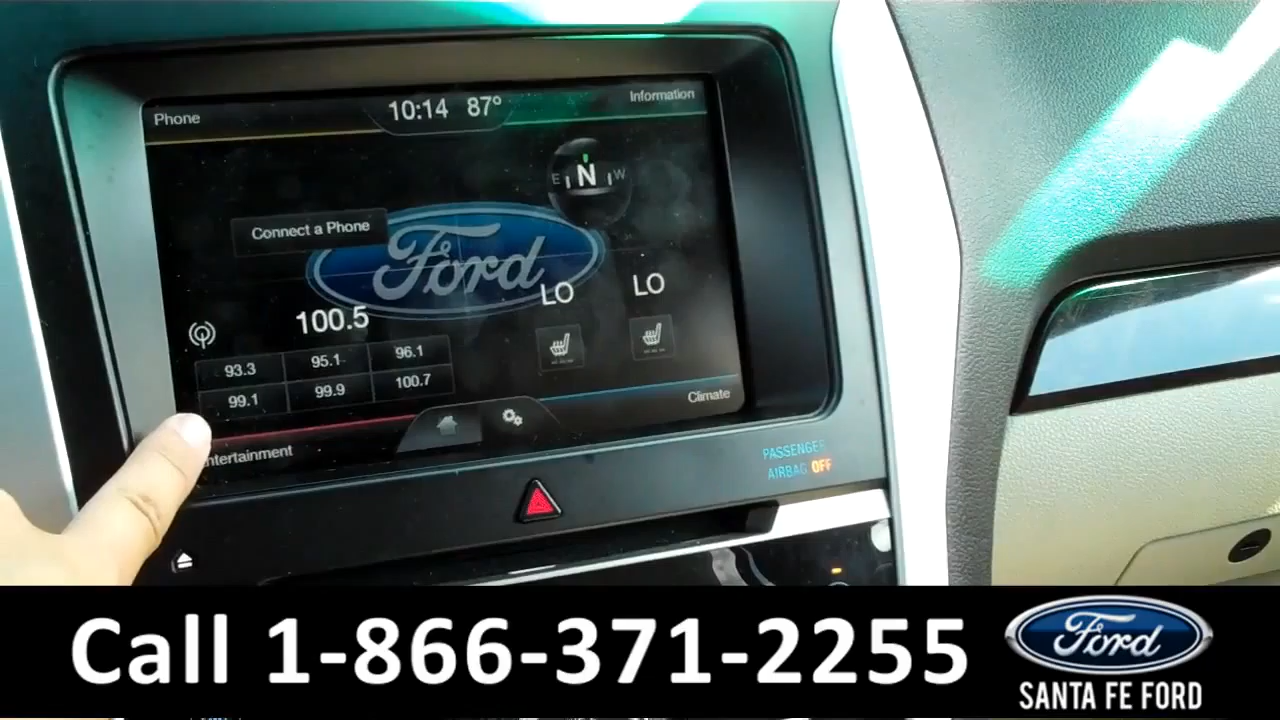 Phone
10:14 87°
Information
E N W
Connect a Phone
Ford
LO LO
100.5
93.3 95.1 96.1
99.1 99.9 100.7
Climate
ntertainment
PASSENGER
AIRBAG OFF
Call 1-866-371-2255
Ford
SANTA FE FORD